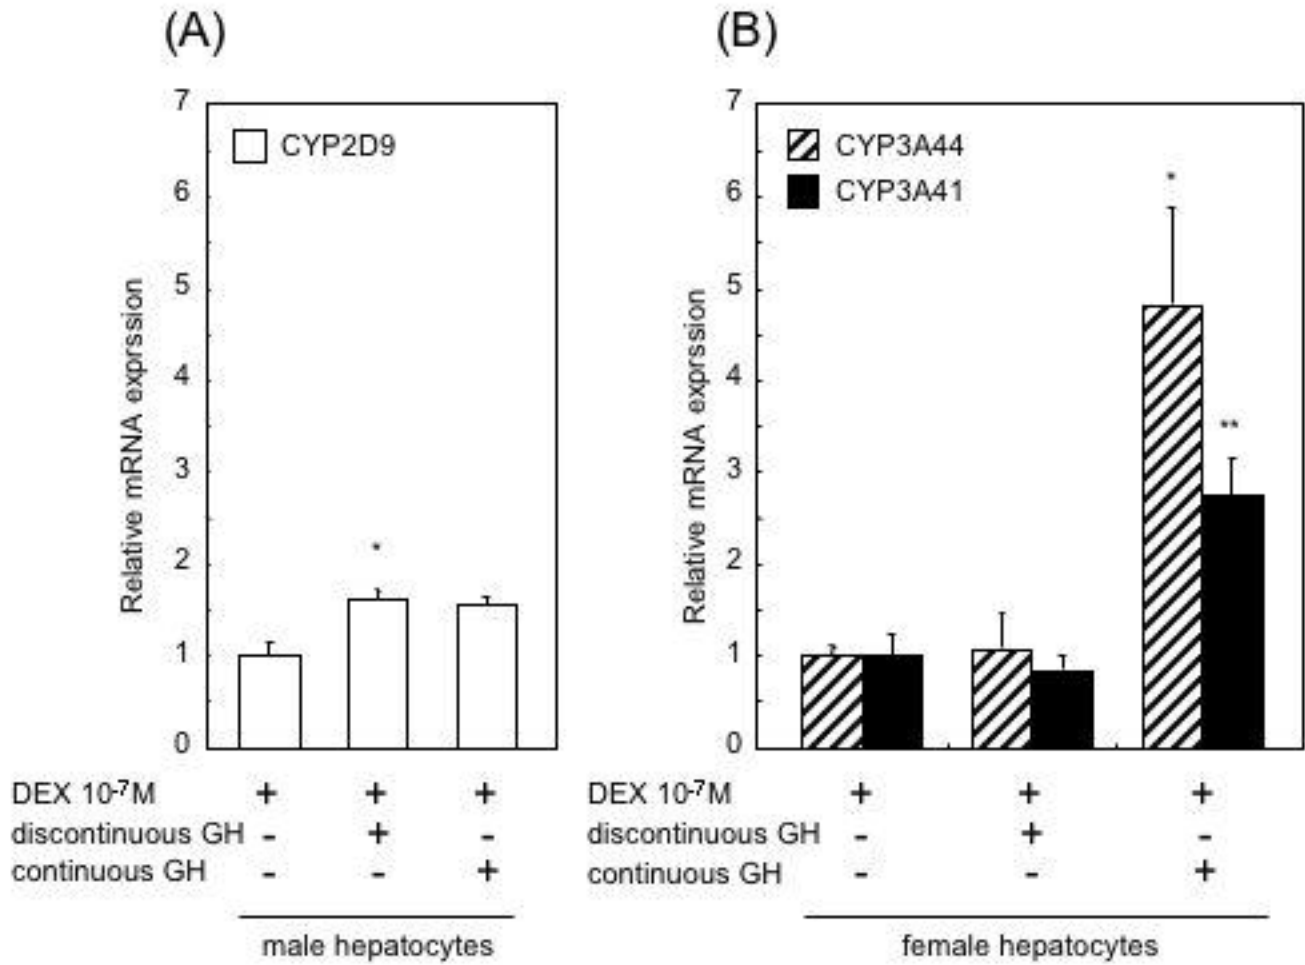 (A)
7
6
5
4
3
2
1
0
Relative mRNA exprssion
CYP2D9
*
DEX 10-7M + + +
discontinuous GH - + -
continuous GH - - +
male hepatocytes
(B)
7
6
5
4
3
2
1
0
Relative mRNA exprssion
CYP3A44
CYP3A41
*
**
DEX 10-7M + + +
discontinuous GH - + -
continuous GH - - +
female hepatocytes